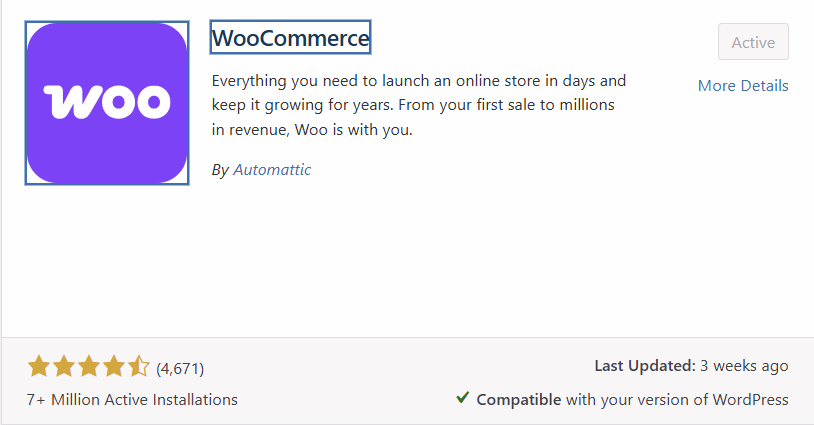 Woo
WooCommerce
Active
Everything you need to launch an online store in days and
More Details
keep it growing for years. From your first sale to millions
in revenue, Woo is with you.
By Automattic
(4,671)
Last Updated: 3 weeks ago
7+ Million Active Installations
Compatible with your version of WordPress